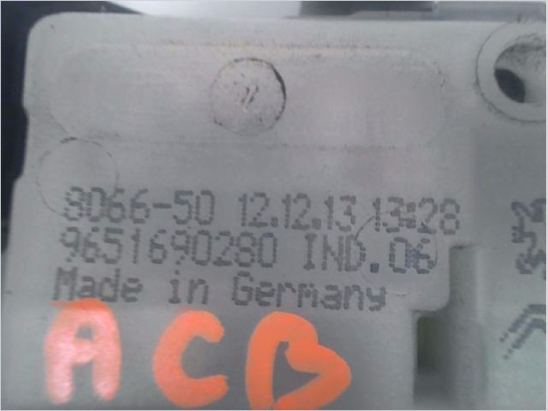 8066-50 12.12.13 13:28
9651690280 IND.06
Made in Germany
ACB